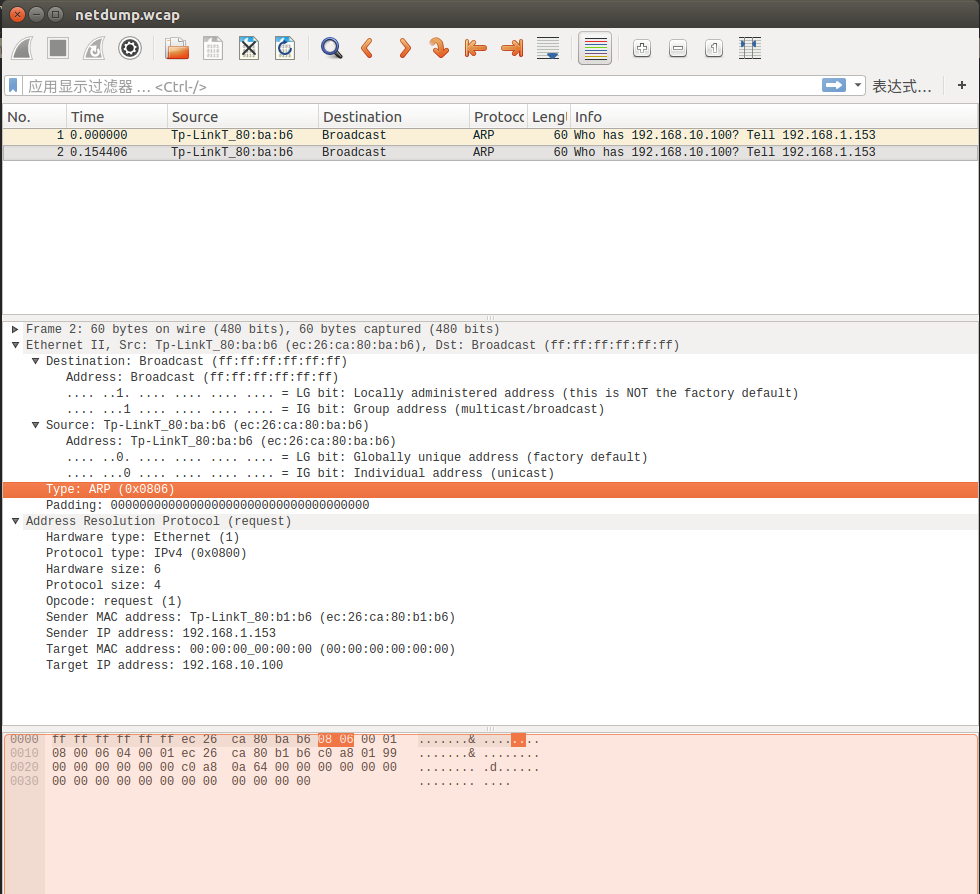 netdump.wcap
应用显示过滤器 … <Ctrl-/>
表达式… +
No. Time Source Destination Protocc Lengl Info
1 0.000000 Tp-LinkT_80:ba:b6 Broadcast ARP 60 Who has 192.168.10.100? Tell 192.168.1.153
2 0.154406 Tp-LinkT_80:ba:b6 Broadcast ARP 60 Who has 192.168.10.100? Tell 192.168.1.153
Frame 2: 60 bytes on wire (480 bits), 60 bytes captured (480 bits)
Ethernet II, Src: Tp-LinkT_80:ba:b6 (ec:26:ca:80:ba:b6), Dst: Broadcast (ff:ff:ff:ff:ff:ff)
Destination: Broadcast (ff:ff:ff:ff:ff:ff)
Address: Broadcast (ff:ff:ff:ff:ff:ff)
.... ..1. .... .... .... .... = LG bit: Locally administered address (this is NOT the factory default)
.... ...1 .... .... .... .... = IG bit: Group address (multicast/broadcast)
Source: Tp-LinkT_80:ba:b6 (ec:26:ca:80:ba:b6)
Address: Tp-LinkT_80:ba:b6 (ec:26:ca:80:ba:b6)
.... ..0. .... .... .... .... = LG bit: Globally unique address (factory default)
.... ...0 .... .... .... .... = IG bit: Individual address (unicast)
Type: ARP (0x0806)
Padding: 000000000000000000000000000000000000
Address Resolution Protocol (request)
Hardware type: Ethernet (1)
Protocol type: IPv4 (0x0800)
Hardware size: 6
Protocol size: 4
Opcode: request (1)
Sender MAC address: Tp-LinkT_80:b1:b6 (ec:26:ca:80:b1:b6)
Sender IP address: 192.168.1.153
Target MAC address: 00:00:00_00:00:00 (00:00:00:00:00:00)
Target IP address: 192.168.10.100
0000 ff ff ff ff ff ff ec 26 ca 80 ba b6 08 06 00 01 .......& ........
0010 08 00 06 04 00 01 ec 26 ca 80 b1 b6 c0 a8 01 99 .......& ........
0020 00 00 00 00 00 00 c0 a8 0a 64 00 00 00 00 00 00 ........ .d......
0030 00 00 00 00 00 00 00 00 00 00 00 00 ........ ....